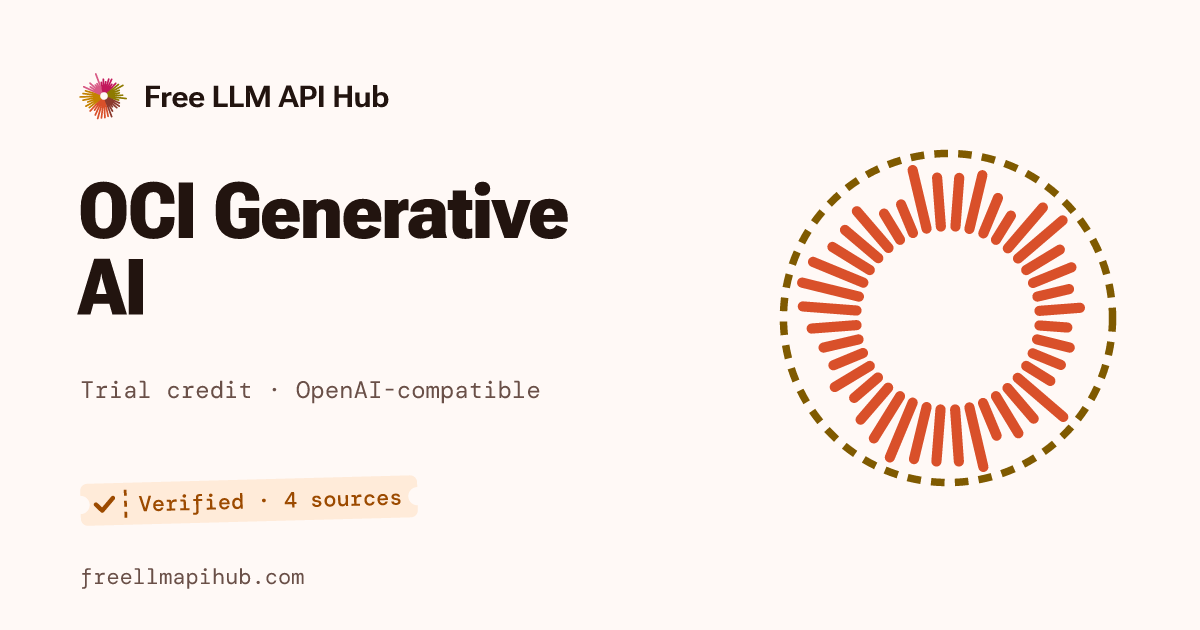 Free LLM API Hub
OCI Generative
AI
Trial credit · OpenAI-compatible
Verified · 4 sources
freellmapihub.com